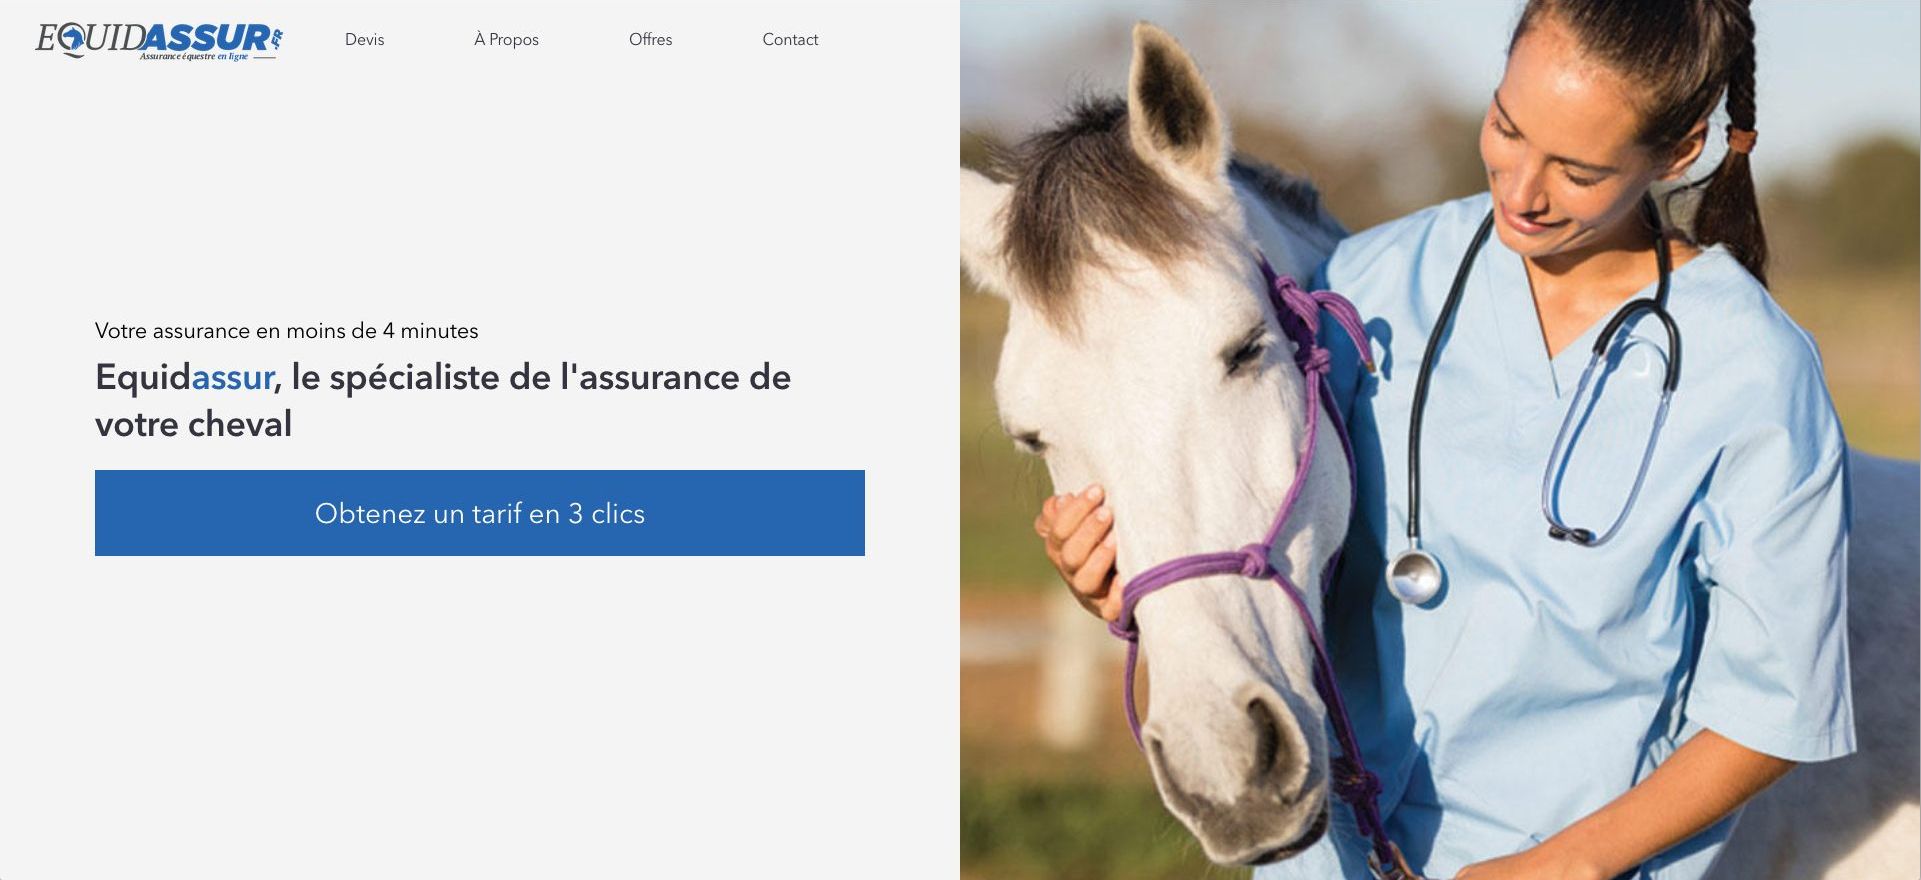 EQUIDASSUR.FR
Assurance équestre en ligne
Devis
À Propos
Offres
Contact
Votre assurance en moins de 4 minutes
Equidassur, le spécialiste de l'assurance de
votre cheval
Obtenez un tarif en 3 clics